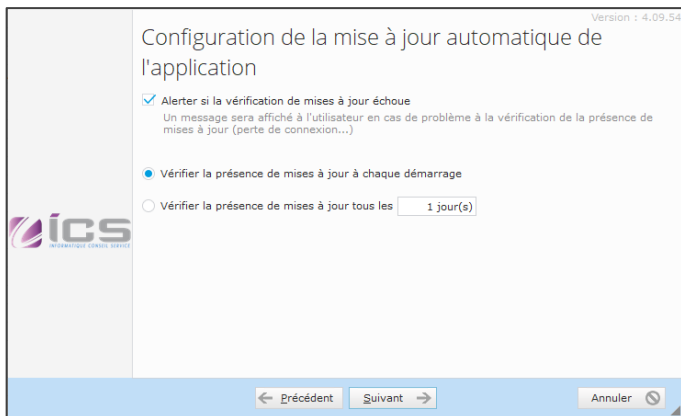 Version : 4.09.54
Configuration de la mise à jour automatique de
l'application
Alerter si la vérification de mises à jour échoue
Un message sera affiché à l'utilisateur en cas de problème à la vérification de la présence de
mises à jour (perte de connexion...)
Vérifier la présence de mises à jour à chaque démarrage
Vérifier la présence de mises à jour tous les 1 jour(s)
ics
INFORMATIQUE CONSEIL SERVICE
Précédent Suivant Annuler